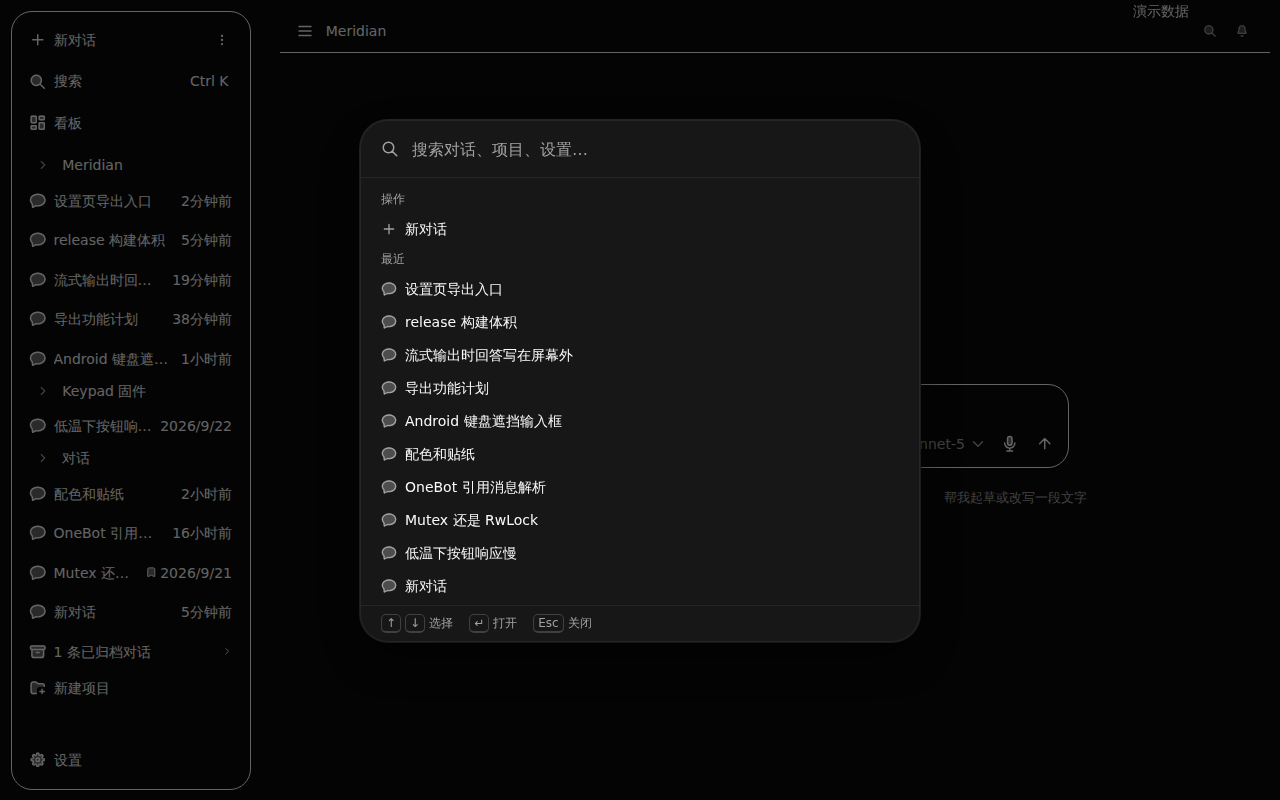 演示数据
新对话
搜索 Ctrl K
看板
Meridian
设置页导出入口 2分钟前
release 构建体积 5分钟前
流式输出时回… 19分钟前
导出功能计划 38分钟前
Android 键盘遮… 1小时前
Keypad 固件
低温下按钮响… 2026/9/22
对话
配色和贴纸 2小时前
OneBot 引用… 16小时前
Mutex 还… 2026/9/21
新对话 5分钟前
1 条已归档对话
新建项目
设置
Meridian
搜索对话、项目、设置…
操作
新对话
最近
设置页导出入口
release 构建体积
流式输出时回答写在屏幕外
导出功能计划
Android 键盘遮挡输入框
配色和贴纸
OneBot 引用消息解析
Mutex 还是 RwLock
低温下按钮响应慢
新对话
↑ ↓ 选择 ↵ 打开 Esc 关闭
nnet-5
帮我起草或改写一段文字